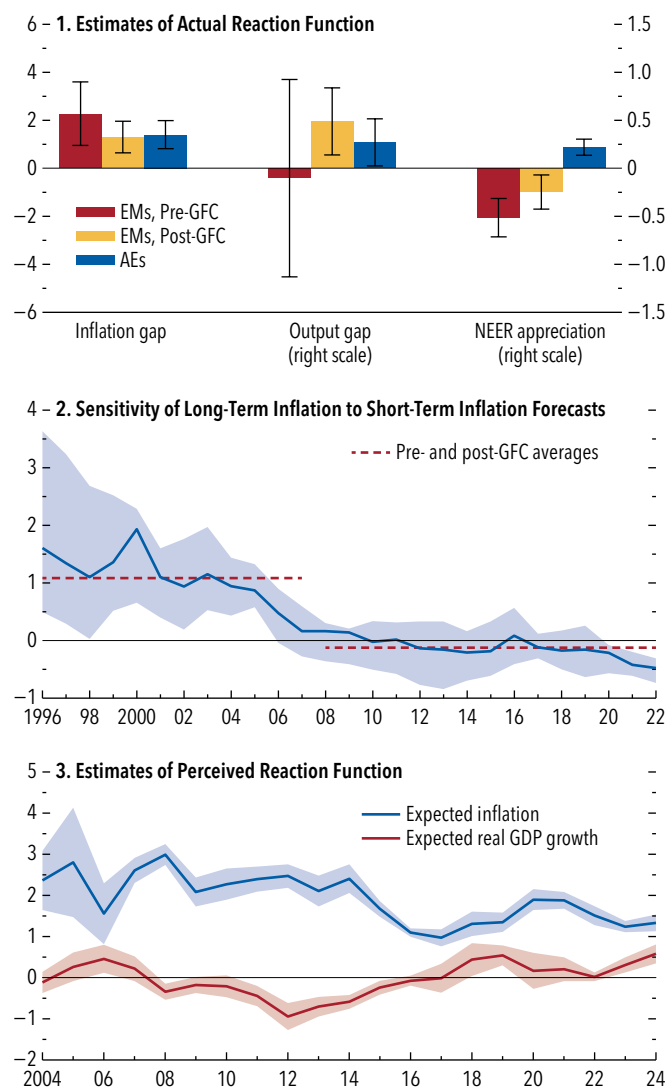 1. Estimates of Actual Reaction Function
6
4
2
0
−2
−4
−6
1.5
1.0
0.5
0
−0.5
−1.0
−1.5
EMs, Pre-GFC
EMs, Post-GFC
AEs
Inflation gap
Output gap
(right scale)
NEER appreciation
(right scale)
2. Sensitivity of Long-Term Inflation to Short-Term Inflation Forecasts
4
3
2
1
0
−1
Pre- and post-GFC averages
1996 98 2000 02 04 06 08 10 12 14 16 18 20 22
3. Estimates of Perceived Reaction Function
5
4
3
2
1
0
−1
−2
Expected inflation
Expected real GDP growth
2004 06 08 10 12 14 16 18 20 22 24